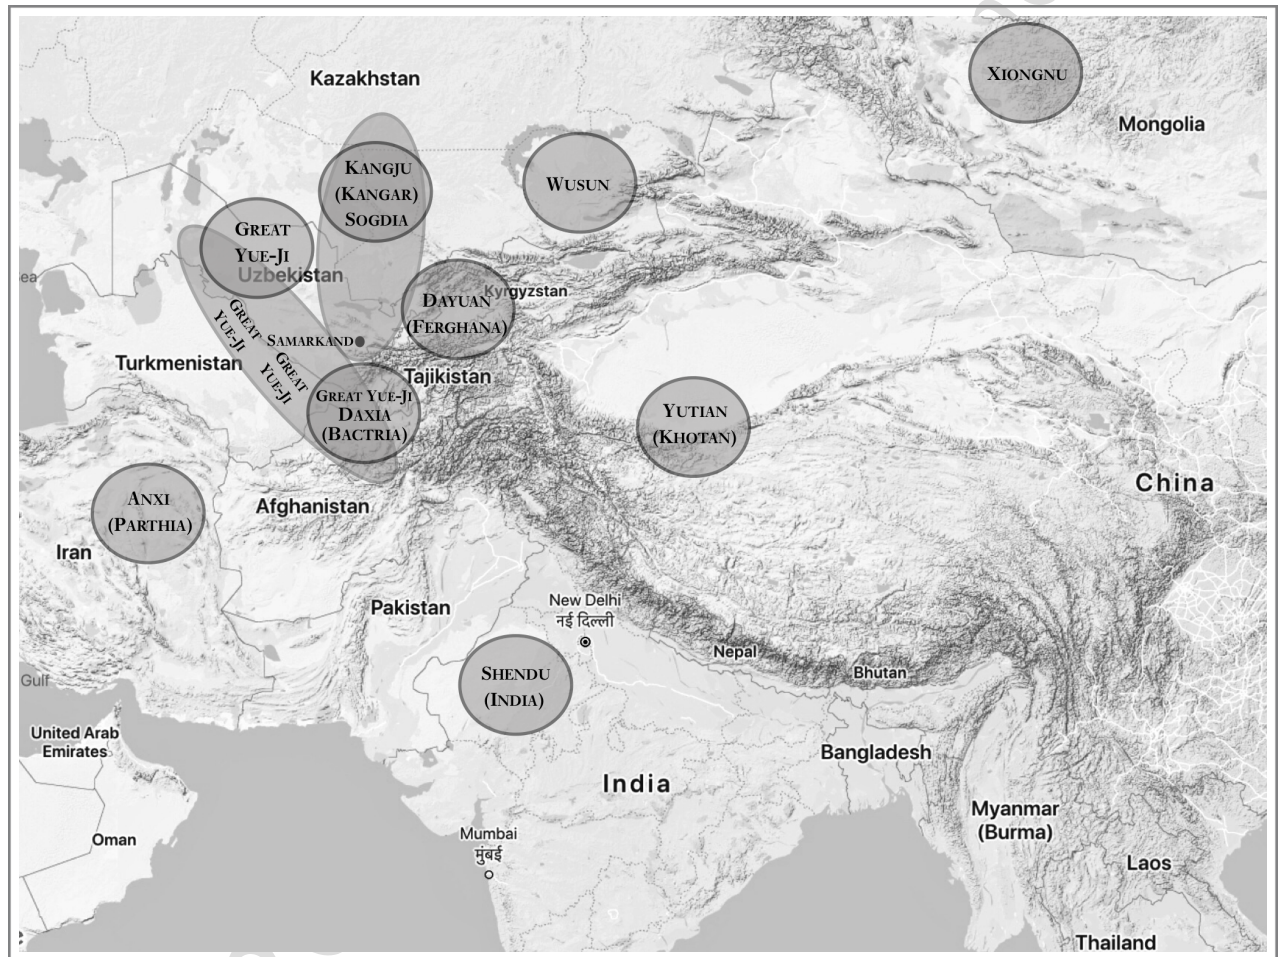 XIONGNU
Kazakhstan
Mongolia
KANGJU
(KANGAR)
SOGDIA
WUSUN
GREAT
YUE-JI
Uzbekistan
DAYUAN
(FERGHANA)
Kyrgyzstan
GREAT
YUE-JI
SAMARKAND
GREAT
YUE-JI
Turkmenistan
Tajikistan
GREAT YUE-JI
DAXIA
(BACTRIA)
YUTIAN
(KHOTAN)
China
ANXI
(PARTHIA)
Afghanistan
Iran
Pakistan
New Delhi
नई दिल्ली
Nepal
Bhutan
SHENDU
(INDIA)
Gulf
United Arab
Emirates
Bangladesh
India
Myanmar
(Burma)
Oman
Mumbai
मुंबई
Laos
Thailand